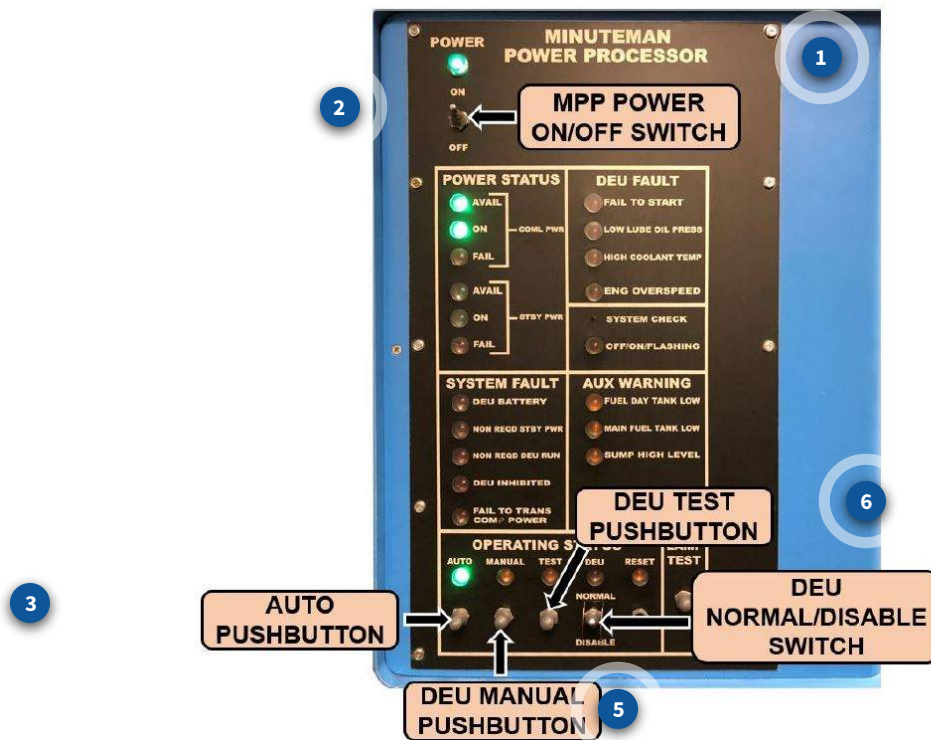 1
MINUTEMAN
POWER PROCESSOR
POWER
ON
OFF
2
MPP POWER
ON/OFF SWITCH
POWER STATUS
AVAIL
ON
COML PWR
FAIL
AVAIL
ON
STBY PWR
FAIL
DEU FAULT
FAIL TO START
LOW LUBE OIL PRESS
HIGH COOLANT TEMP
ENG OVERSPEED
SYSTEM CHECK
OFF/ON/FLASHING
SYSTEM FAULT
DEU BATTERY
NON REQD STBY PWR
NON REQD DEU RUN
DEU INHIBITED
FAIL TO TRANS
COMP POWER
AUX WARNING
FUEL DAY TANK LOW
MAIN FUEL TANK LOW
SUMP HIGH LEVEL
6
DEU TEST
PUSHBUTTON
OPERATING
AUTO
MANUAL
TEST
DEU
RESET
TEST
NORMAL
DISABLE
3
AUTO
PUSHBUTTON
DEU
NORMAL/DISABLE
SWITCH
DEU MANUAL
PUSHBUTTON
5